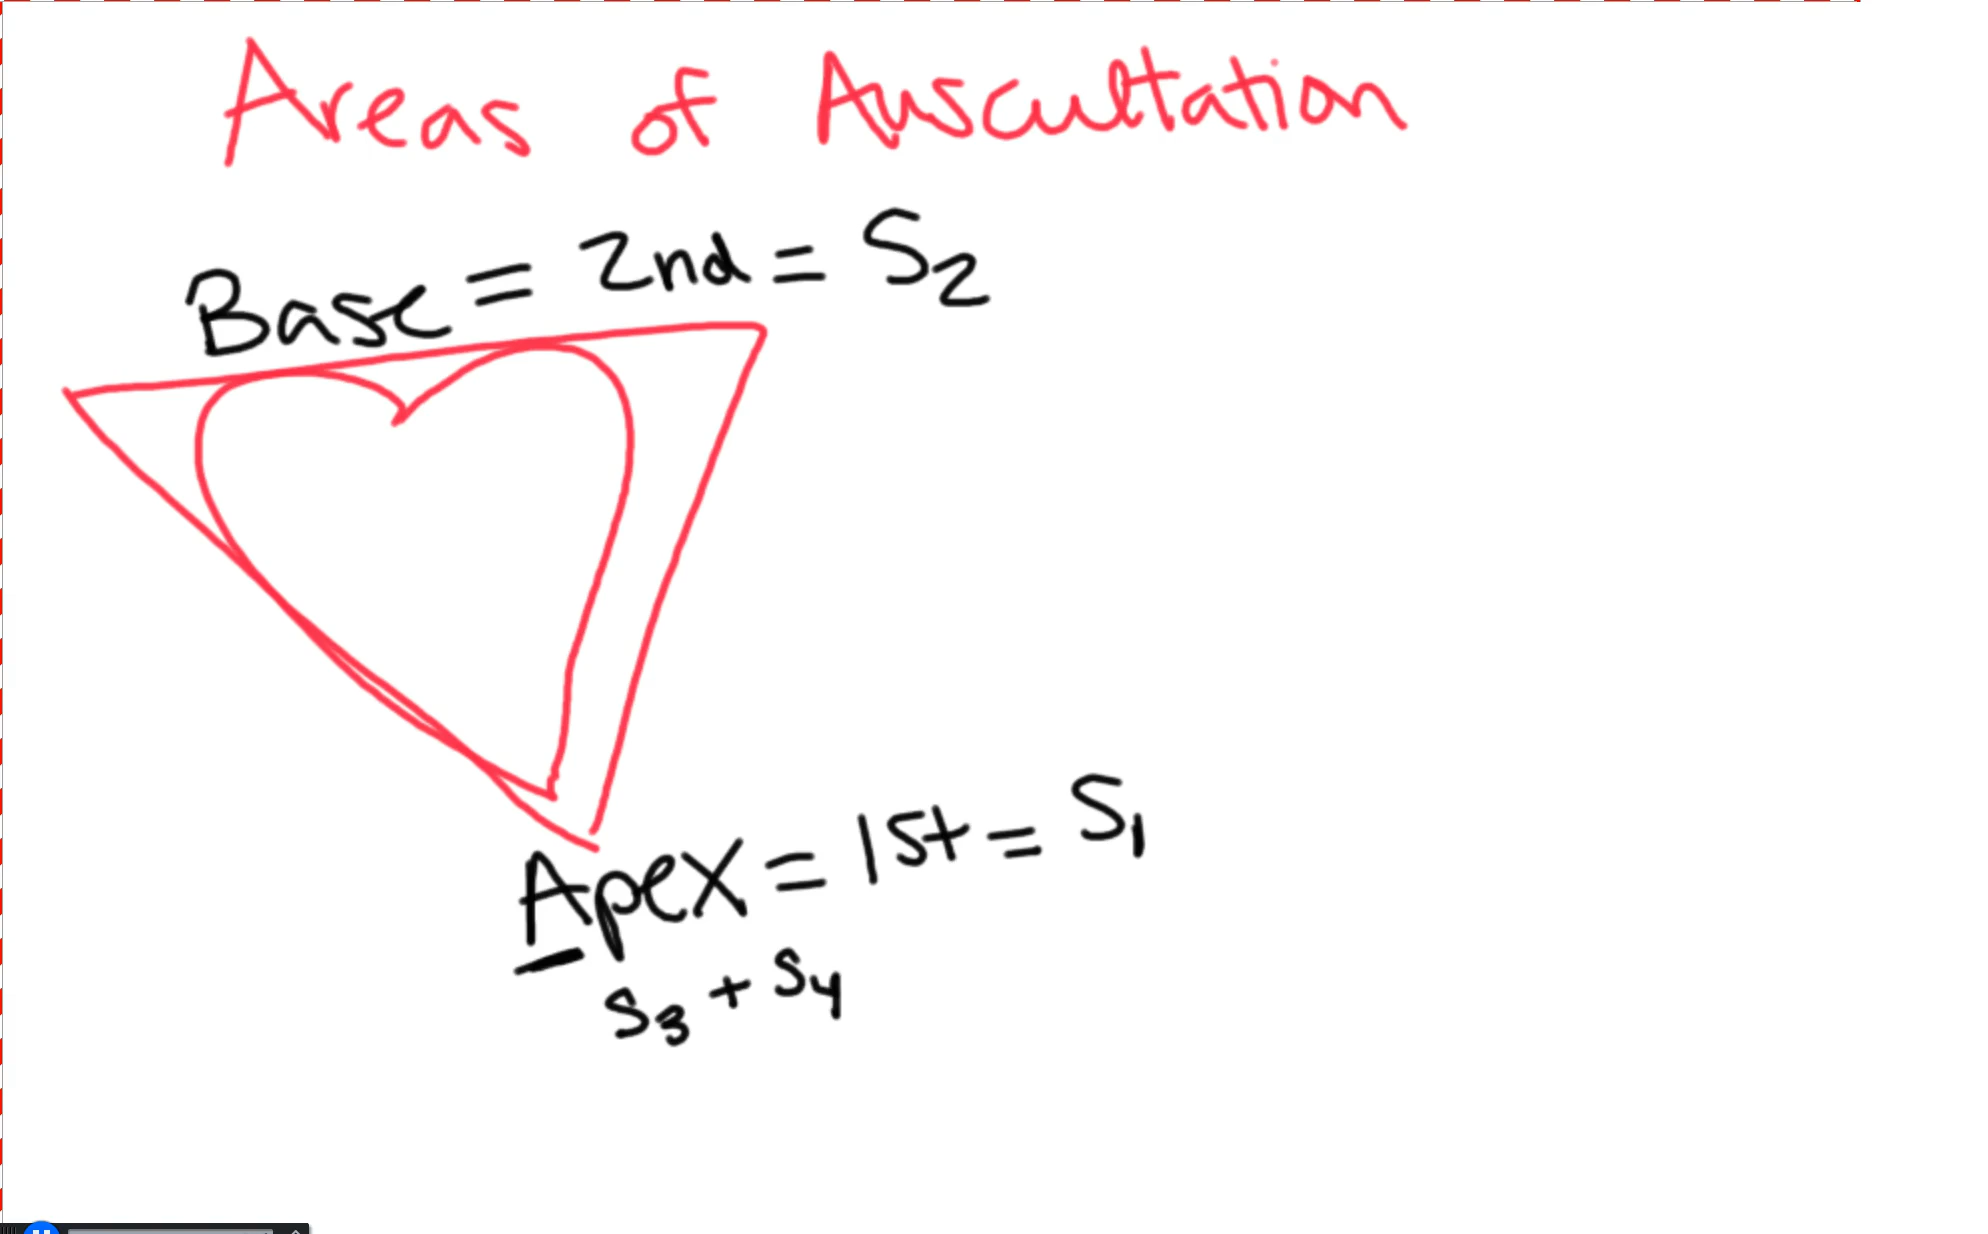 Areas of Auscultation
Base = 2nd = S2
Apex = 1st = S1
S3 + S4